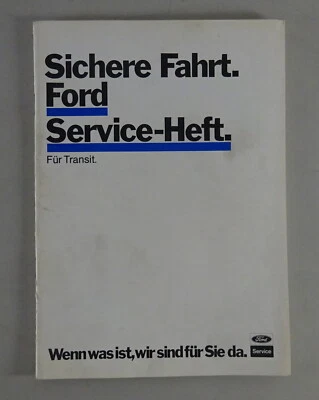 Sichere Fahrt.
Ford
Service-Heft.
Für Transit.
Wenn was ist, wir sind für Sie da.
Ford
Service